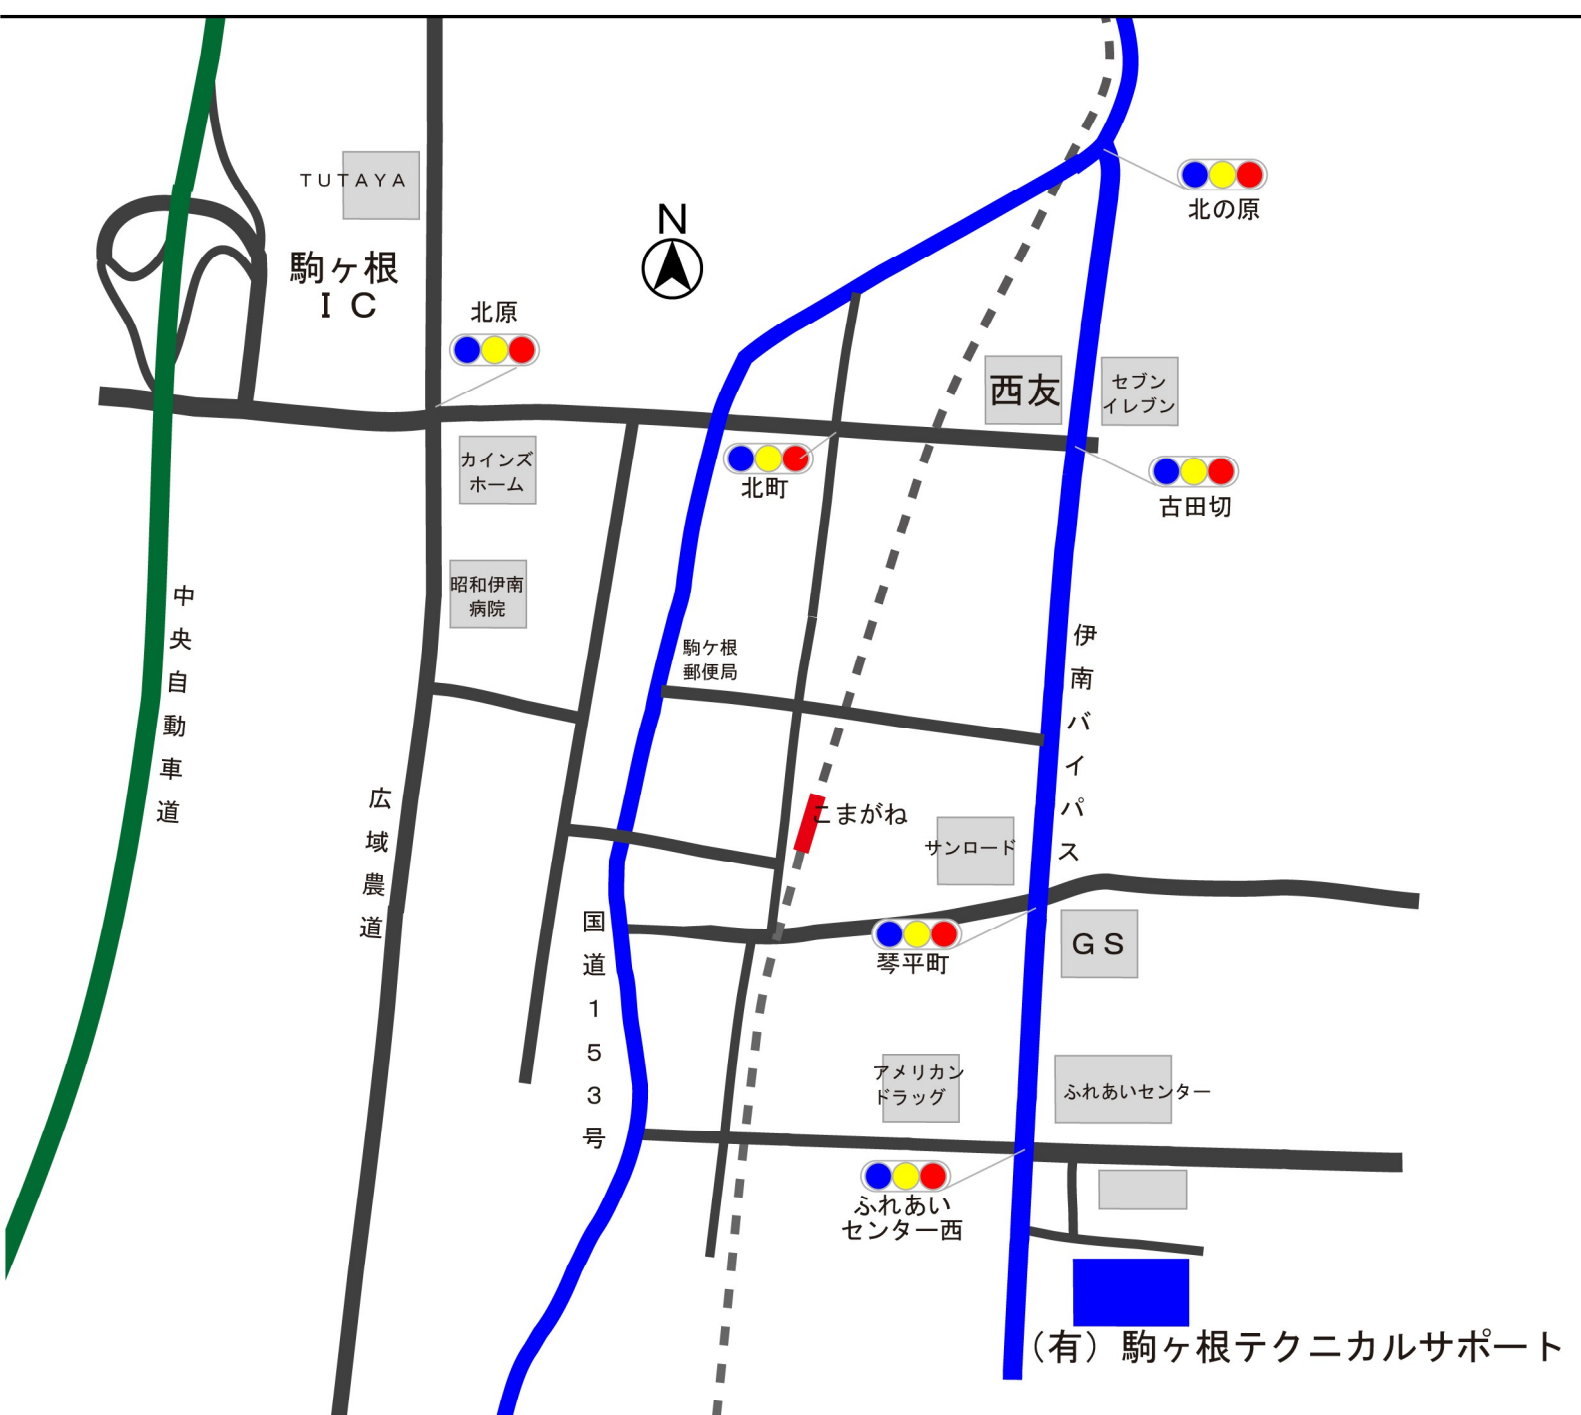 TUTAYA
北の原
N
駒ヶ根
ＩＣ
北原
西友
セブン
イレブン
カインズ
ホーム
北町
古田切
昭和伊南
病院
中央自動車道
伊南バイパス
駒ケ根
郵便局
広域農道
こまがね
サンロード
国道１５３号
琴平町
ＧＳ
アメリカン
ドラッグ
ふれあいセンター
ふれあい
センター西
（有）駒ヶ根テクニカルサポート